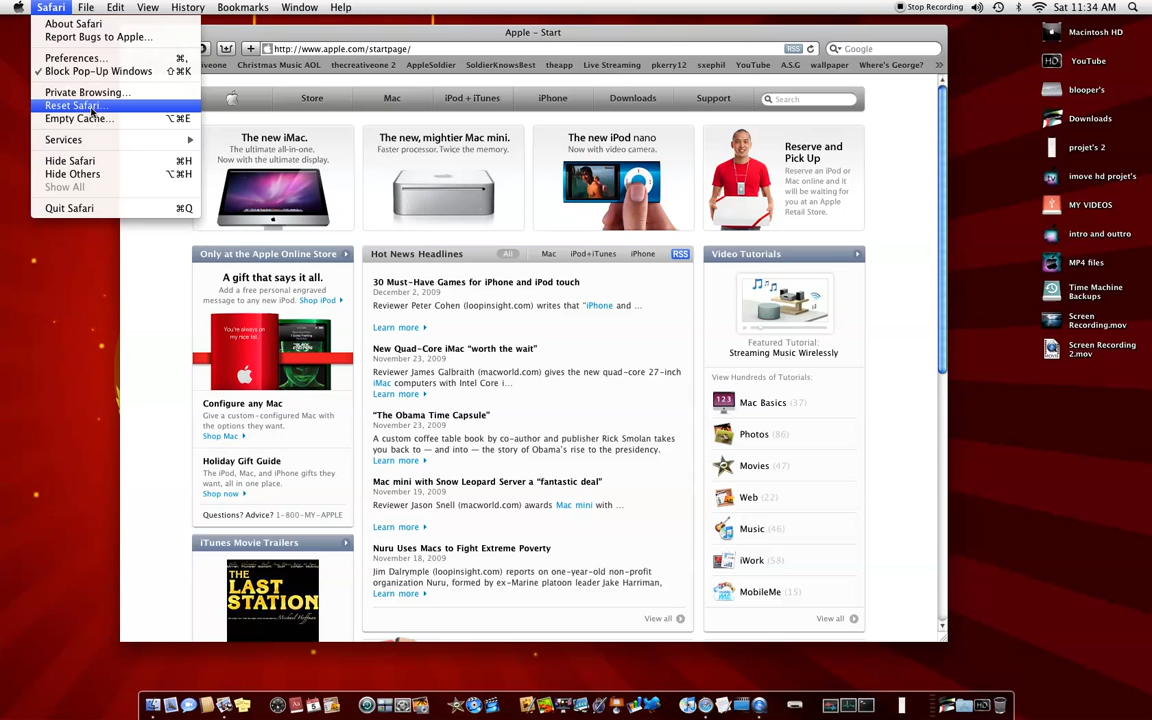 Safari File Edit View History Bookmarks Window Help
Stop Recording Sat 11:34 AM
About Safari
Report Bugs to Apple...
Preferences... ⌘,
✓ Block Pop-Up Windows ⇧⌘K
Private Browsing...
Reset Safari...
Empty Cache... ⌥⌘E
Services
Hide Safari ⌘H
Hide Others ⌥⌘H
Show All
Quit Safari ⌘Q
Apple - Start
http://www.apple.com/startpage/ RSS
Google
Christmas Music AOL thecreativeone 2 AppleSoldier SoldierKnowsBest theapp Live Streaming pkerry12 sxephil YouTube A.S.G wallpaper Where's George? »
Store Mac iPod + iTunes iPhone Downloads Support Search
The new iMac.
The ultimate all-in-one.
Now with the ultimate display.
The new, mightier Mac mini.
Faster processor. Twice the memory.
The new iPod nano
Now with video camera.
Reserve and
Pick Up
Reserve an iPod or
Mac online and it
will be waiting for
you at an Apple
Retail Store.
Only at the Apple Online Store
A gift that says it all.
Add a free personal engraved
message to any new iPod. Shop iPod
You're always on
my nice list.
Configure any Mac
Give a custom-configured Mac with
the options they want.
Shop Mac
Holiday Gift Guide
The iPod, Mac, and iPhone gifts they
want, all in one place.
Shop now
Questions? Advice? 1-800-MY-APPLE
iTunes Movie Trailers
THE
LAST
STATION
Hot News Headlines All Mac iPod+iTunes iPhone RSS
30 Must-Have Games for iPhone and iPod touch
December 2, 2009
Reviewer Peter Cohen (loopinsight.com) writes that “iPhone and ...
Learn more
New Quad-Core iMac “worth the wait”
November 23, 2009
Reviewer James Galbraith (macworld.com) gives the new quad-core 27-inch
iMac computers with Intel Core i...
Learn more
“The Obama Time Capsule”
November 23, 2009
A custom coffee table book by co-author and publisher Rick Smolan takes
you back to — and into — the story of Obama’s rise to the presidency.
Learn more
Mac mini with Snow Leopard Server a “fantastic deal”
November 19, 2009
Reviewer Jason Snell (macworld.com) awards Mac mini with ...
Learn more
Nuru Uses Macs to Fight Extreme Poverty
November 18, 2009
Jim Dalrymple (loopinsight.com) reports on one-year-old non-profit
organization Nuru, formed by ex-Marine platoon leader Jake Harriman,
Learn more
View all
Video Tutorials
Featured Tutorial:
Streaming Music Wirelessly
View Hundreds of Tutorials:
Mac Basics (37)
Photos (86)
Movies (47)
Web (22)
Music (46)
iWork (58)
MobileMe (15)
View all
Macintosh HD
HD YouTube
blooper's
Downloads
projet's 2
imove hd projet's
MY VIDEOS
intro and outtro
MP4 files
Time Machine
Backups
Screen
Recording.mov
Screen Recording
2.mov